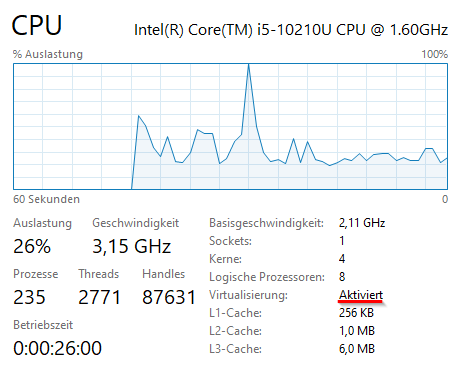 CPU Intel(R) Core(TM) i5-10210U CPU @ 1.60GHz
% Auslastung 100%
60 Sekunden 0
Auslastung Geschwindigkeit
26% 3,15 GHz
Prozesse Threads Handles
235 2771 87631
Betriebszeit
0:00:26:00
Basisgeschwindigkeit: 2,11 GHz
Sockets: 1
Kerne: 4
Logische Prozessoren: 8
Virtualisierung: Aktiviert
L1-Cache: 256 KB
L2-Cache: 1,0 MB
L3-Cache: 6,0 MB